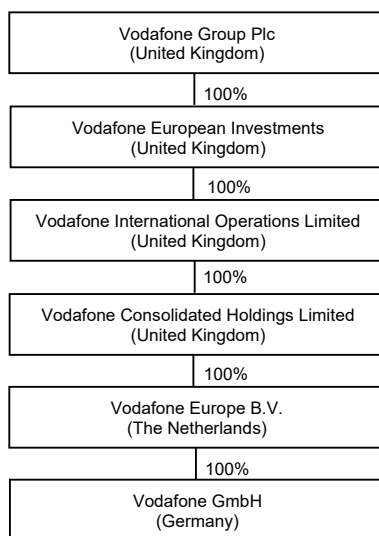 Vodafone Group Plc
(United Kingdom)
100%
Vodafone European Investments
(United Kingdom)
100%
Vodafone International Operations Limited
(United Kingdom)
100%
Vodafone Consolidated Holdings Limited
(United Kingdom)
100%
Vodafone Europe B.V.
(The Netherlands)
100%
Vodafone GmbH
(Germany)